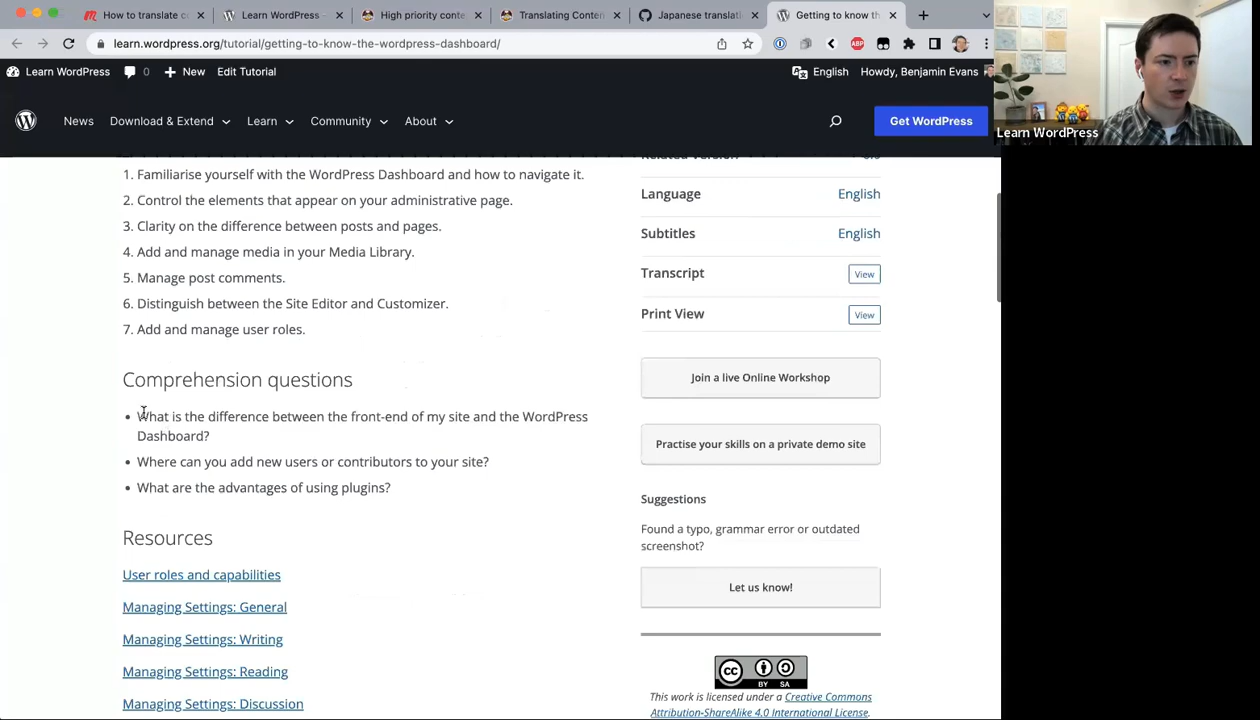 How to translate c
Learn WordPress –
High priority conte
Translating Conten
Japanese translati
Getting to know th
learn.wordpress.org/tutorial/getting-to-know-the-wordpress-dashboard/
ABP
Learn WordPress
0
New
Edit Tutorial
English
Howdy, Benjamin Evans
News
Download & Extend
Learn
Community
About
Get WordPress
Learn WordPress
1. Familiarise yourself with the WordPress Dashboard and how to navigate it.
2. Control the elements that appear on your administrative page.
3. Clarity on the difference between posts and pages.
4. Add and manage media in your Media Library.
5. Manage post comments.
6. Distinguish between the Site Editor and Customizer.
7. Add and manage user roles.
Comprehension questions
• What is the difference between the front-end of my site and the WordPress
Dashboard?
• Where can you add new users or contributors to your site?
• What are the advantages of using plugins?
Resources
User roles and capabilities
Managing Settings: General
Managing Settings: Writing
Managing Settings: Reading
Managing Settings: Discussion
Related Version
Language English
Subtitles English
Transcript View
Print View View
Join a live Online Workshop
Practise your skills on a private demo site
Suggestions
Found a typo, grammar error or outdated
screenshot?
Let us know!
CC
BY SA
This work is licensed under a Creative Commons
Attribution-ShareAlike 4.0 International License.